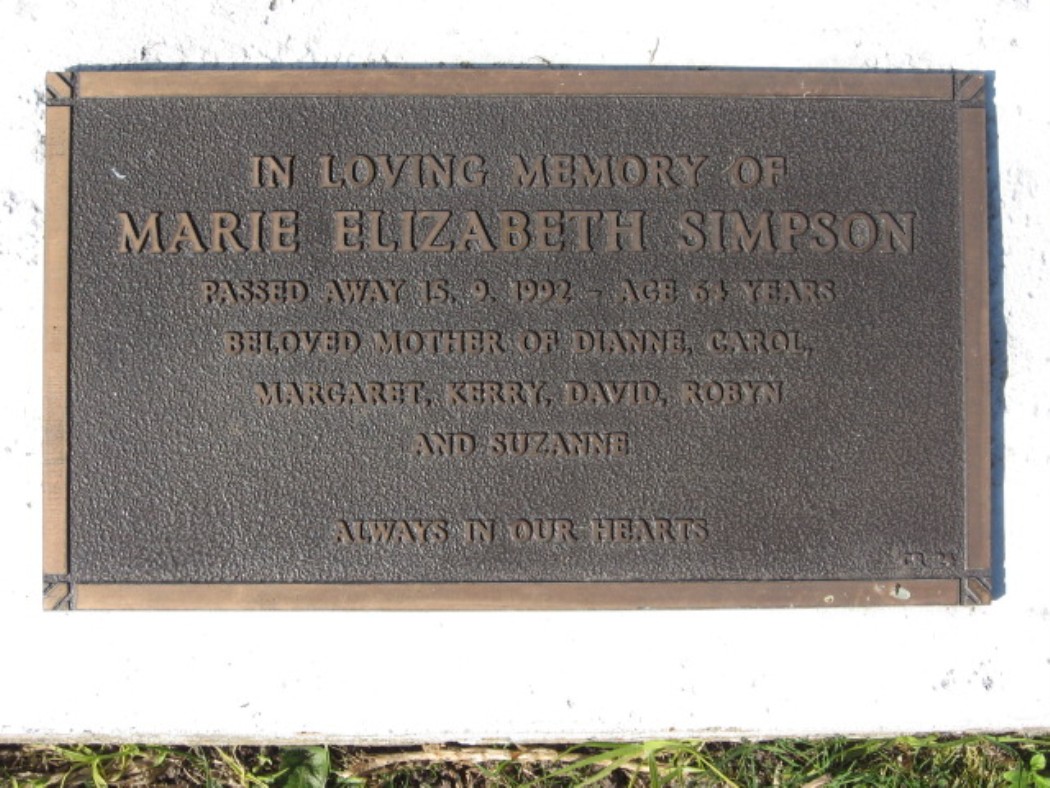 IN LOVING MEMORY OF
MARIE ELIZABETH SIMPSON
PASSED AWAY 15. 9. 1992 - AGE 64 YEARS
BELOVED MOTHER OF DIANNE, CAROL,
MARGARET, KERRY, DAVID, ROBYN
AND SUZANNE
ALWAYS IN OUR HEARTS